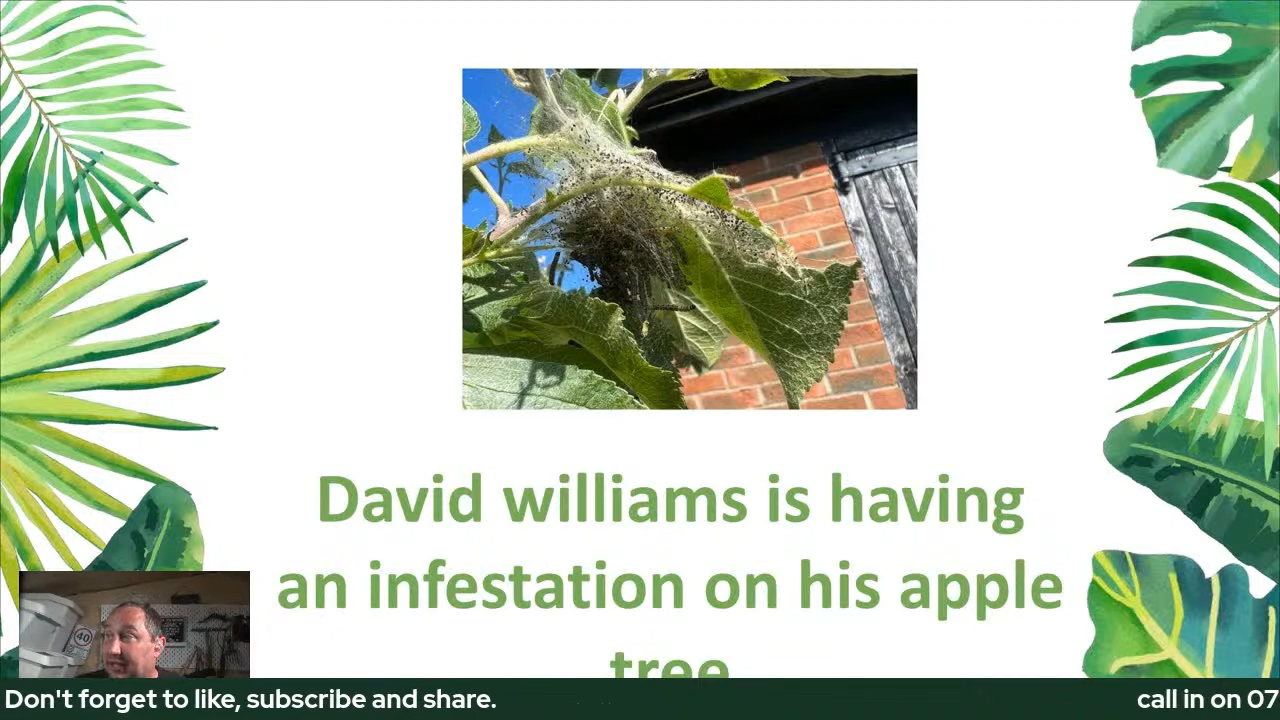 David williams is having
an infestation on his apple
tree
40
Don't forget to like, subscribe and share.
call in on 07